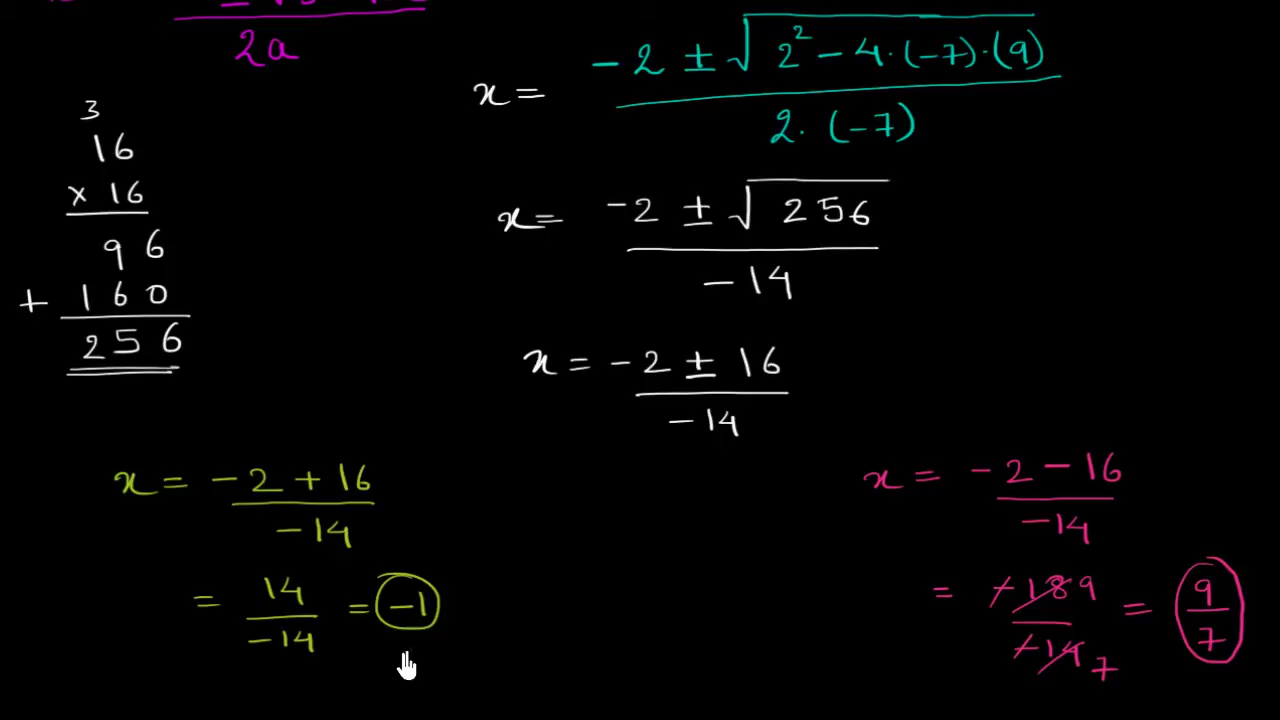 2a
x = -2 ± √2² - 4·(-7)·(9)
2·(-7)
3
16
× 16
96
+ 160
256
x = -2 ± √256
-14
x = -2 ± 16
-14
x = -2 + 16
-14
= 14 = -1
-14
x = -2 - 16
-14
= -18 9 = 9
-14 7 7